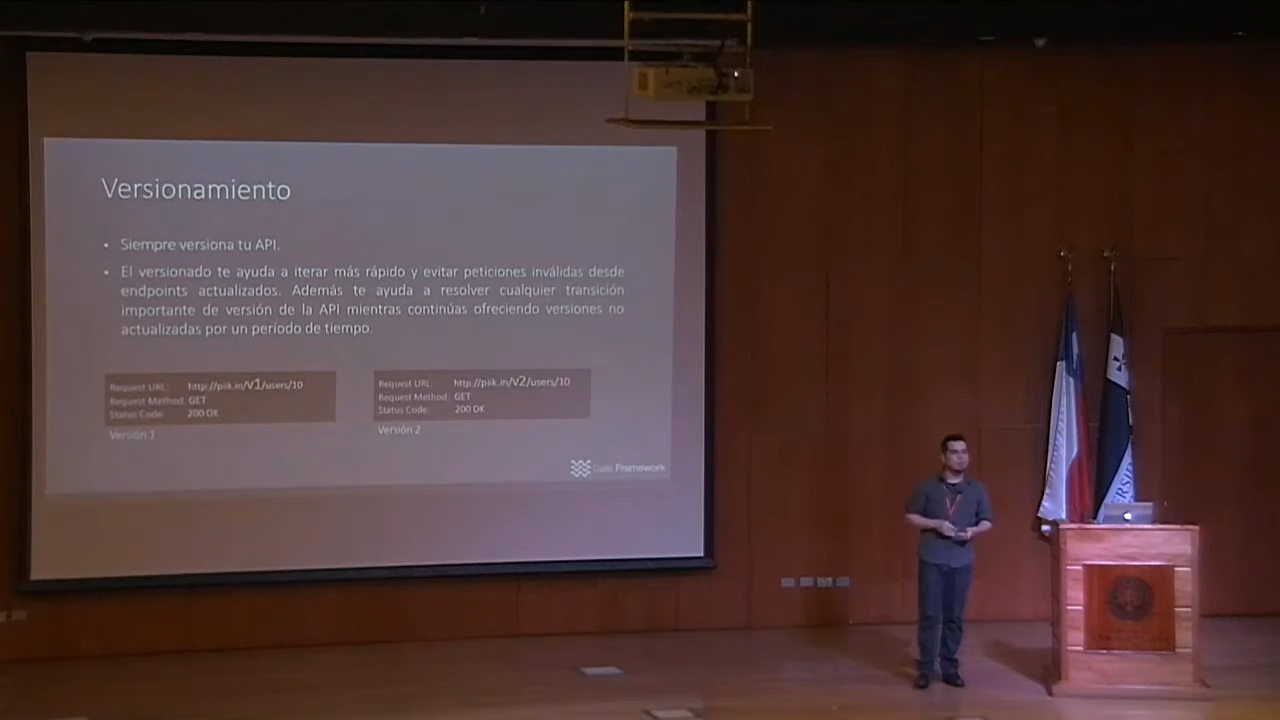 Versionamiento
• Siempre versiona tu API.
• El versionado te ayuda a iterar más rápido y evitar peticiones inválidas desde
endpoints actualizados. Además te ayuda a resolver cualquier transición
importante de versión de la API mientras continúas ofreciendo versiones no
actualizadas por un período de tiempo.
Request URL: http://piik.in/v1/users/10
Request Method: GET
Status Code: 200 OK
Versión 1
Request URL: http://piik.in/v2/users/10
Request Method: GET
Status Code: 200 OK
Versión 2
Framework